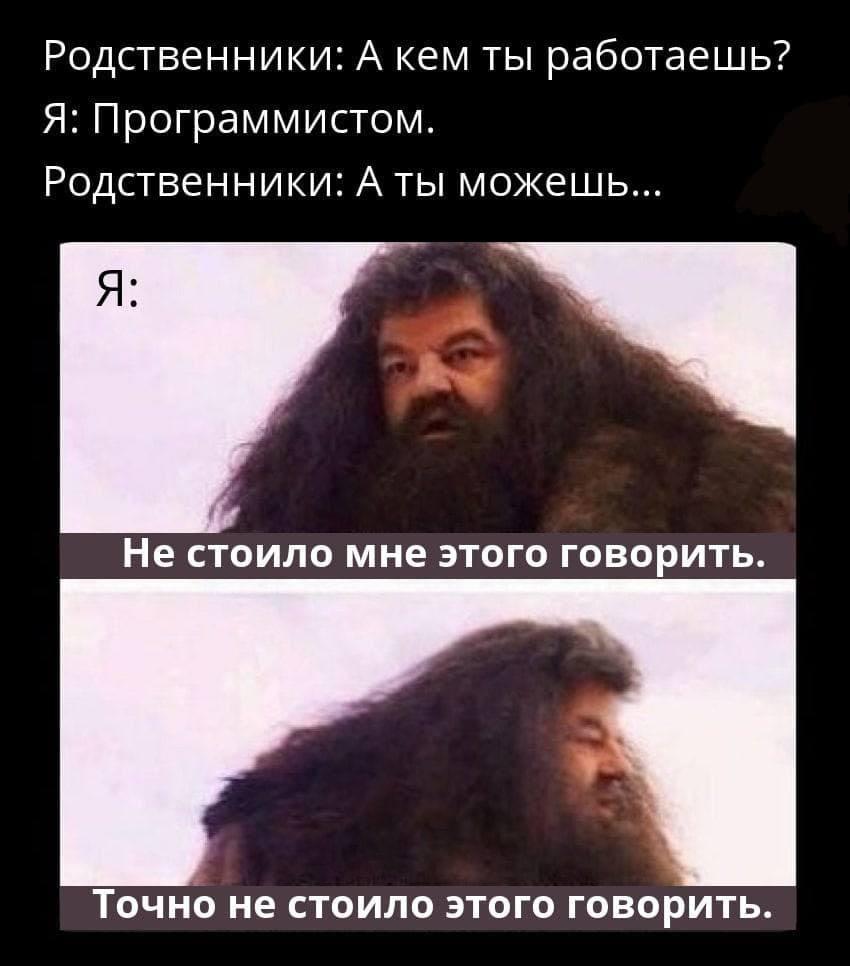 Родственники: А кем ты работаешь?
Я: Программистом.
Родственники: А ты можешь...
Я:
Не стоило мне этого говорить.
Точно не стоило этого говорить.